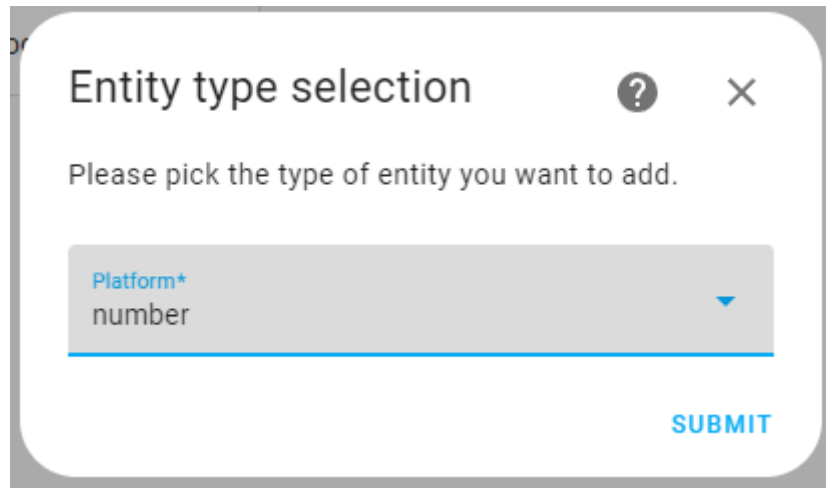 Entity type selection
Please pick the type of entity you want to add.
Platform*
number
SUBMIT